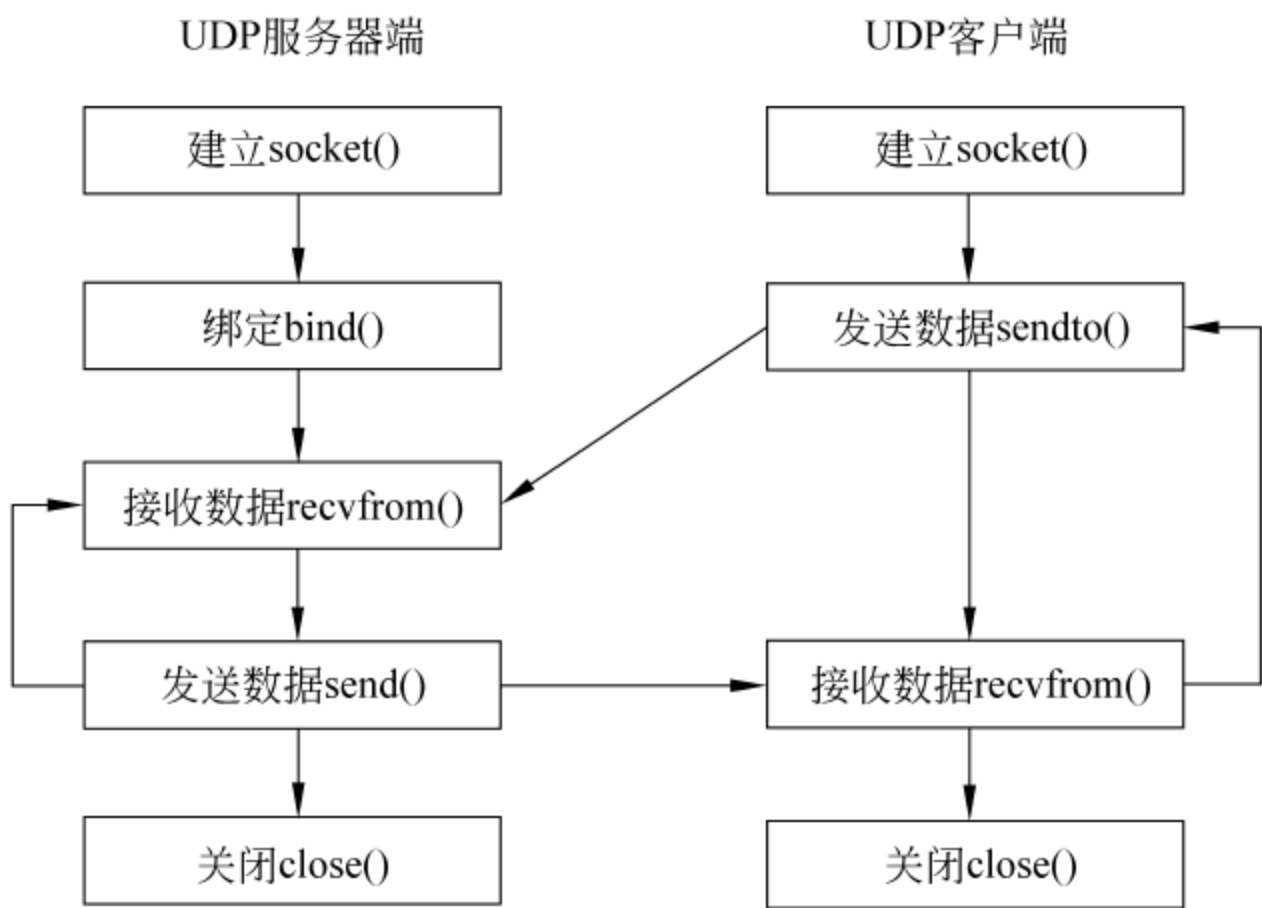 UDP服务器端
建立socket()
绑定bind()
接收数据recvfrom()
发送数据send()
关闭close()
UDP客户端
建立socket()
发送数据sendto()
接收数据recvfrom()
关闭close()